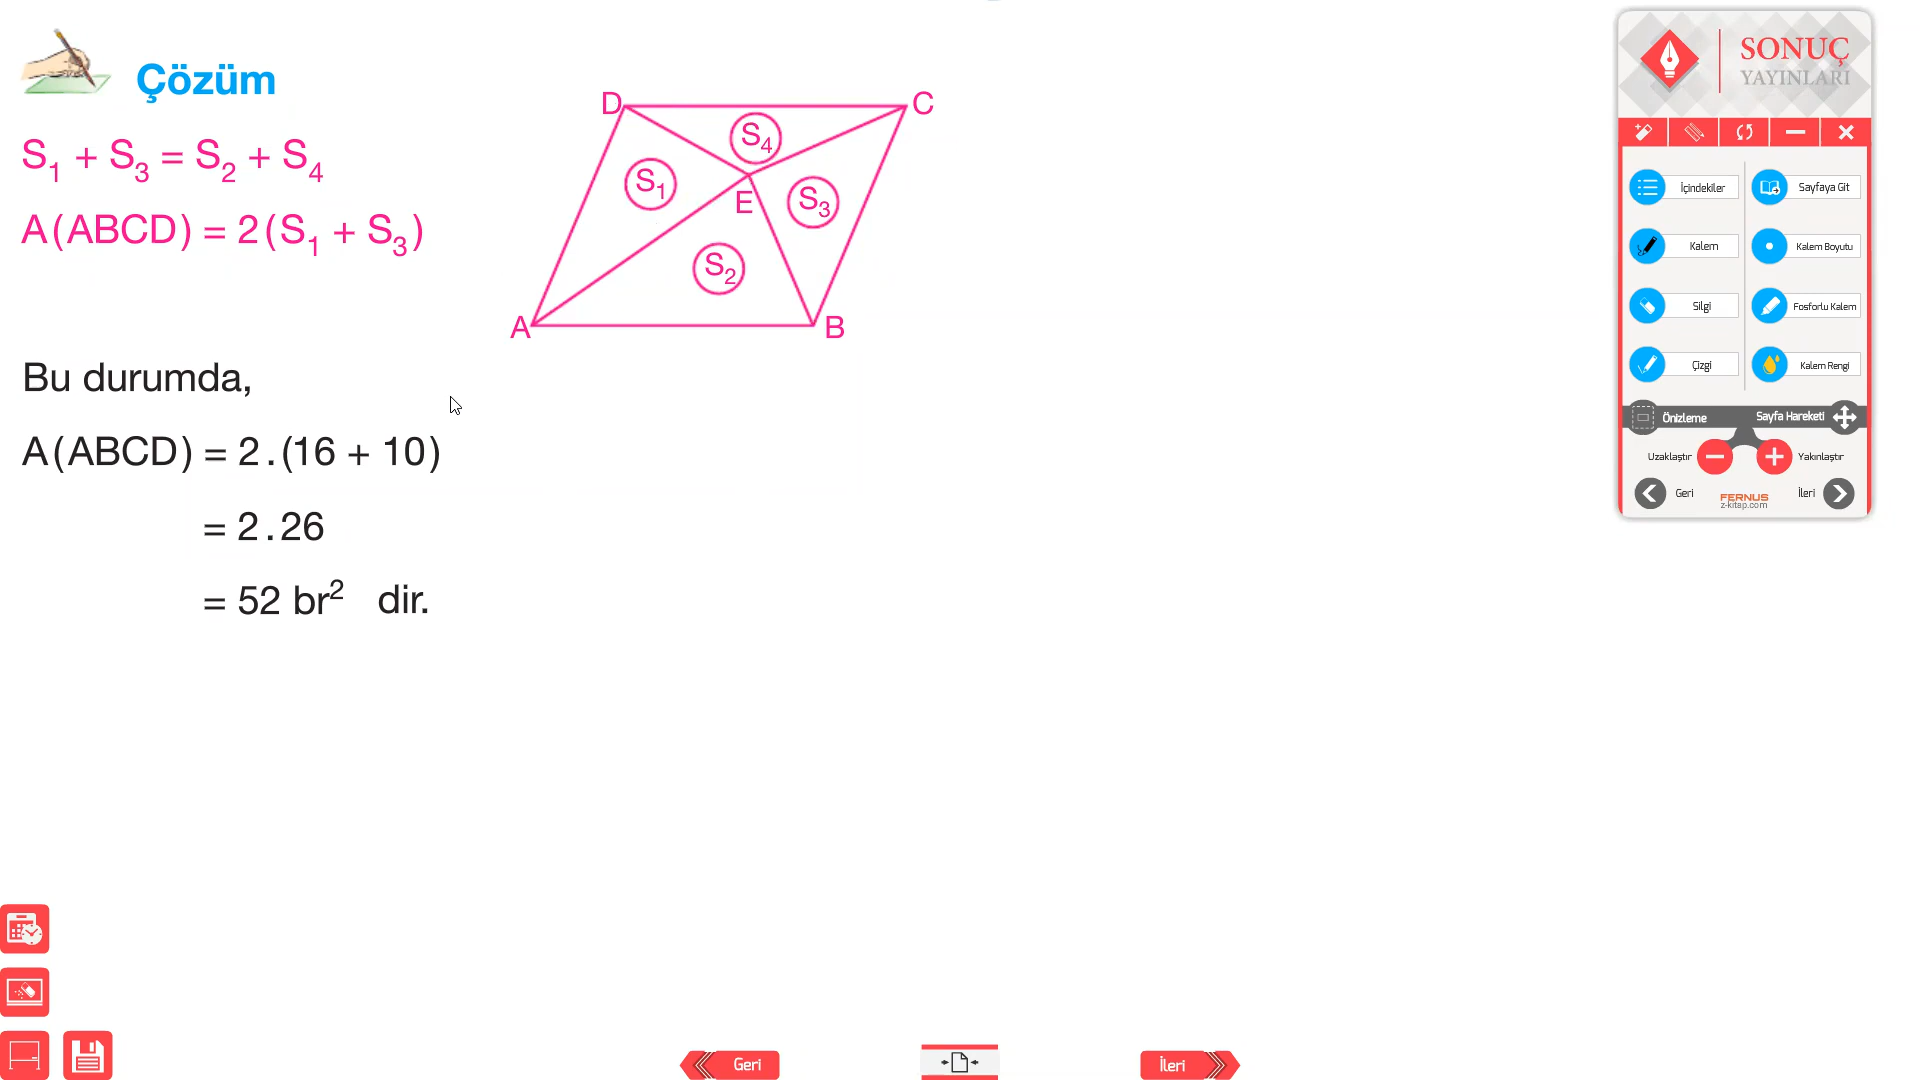 Çözüm
S₁ + S₃ = S₂ + S₄
A(ABCD) = 2(S₁ + S₃)
D
C
S₄
S₁
E
S₃
S₂
A
B
Bu durumda,
A(ABCD) = 2.(16 + 10)
= 2.26
= 52 br² dir.
SONUÇ
YAYINLARI
İçindekiler
Sayfaya Git
Kalem
Kalem Boyutu
Silgi
Fosforlu Kalem
Çizgi
Kalem Rengi
Önizleme
Sayfa Hareketi
Uzaklaştır
Yakınlaştır
Geri
FERNUS
z-kitap.com
İleri
Geri
İleri